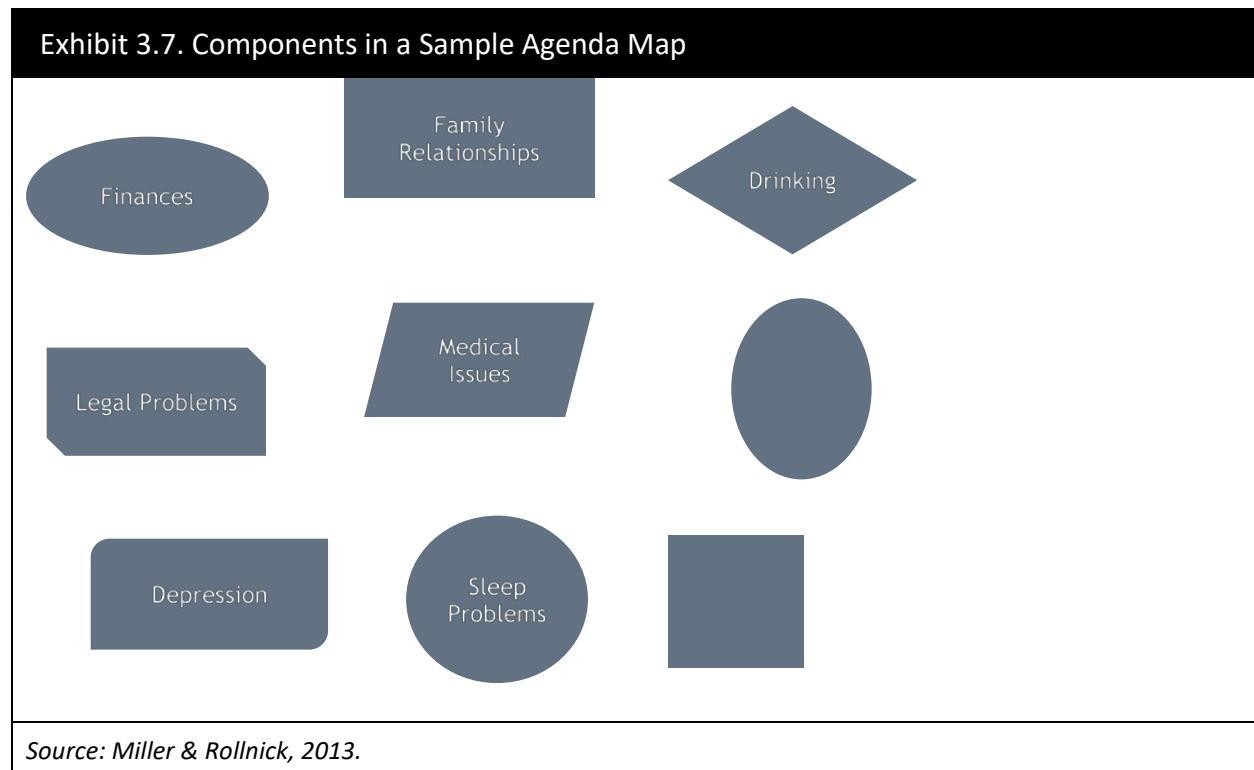 Exhibit 3.7. Components in a Sample Agenda Map
Finances
Family
Relationships
Drinking
Legal Problems
Medical
Issues
Depression
Sleep
Problems
Source: Miller & Rollnick, 2013.